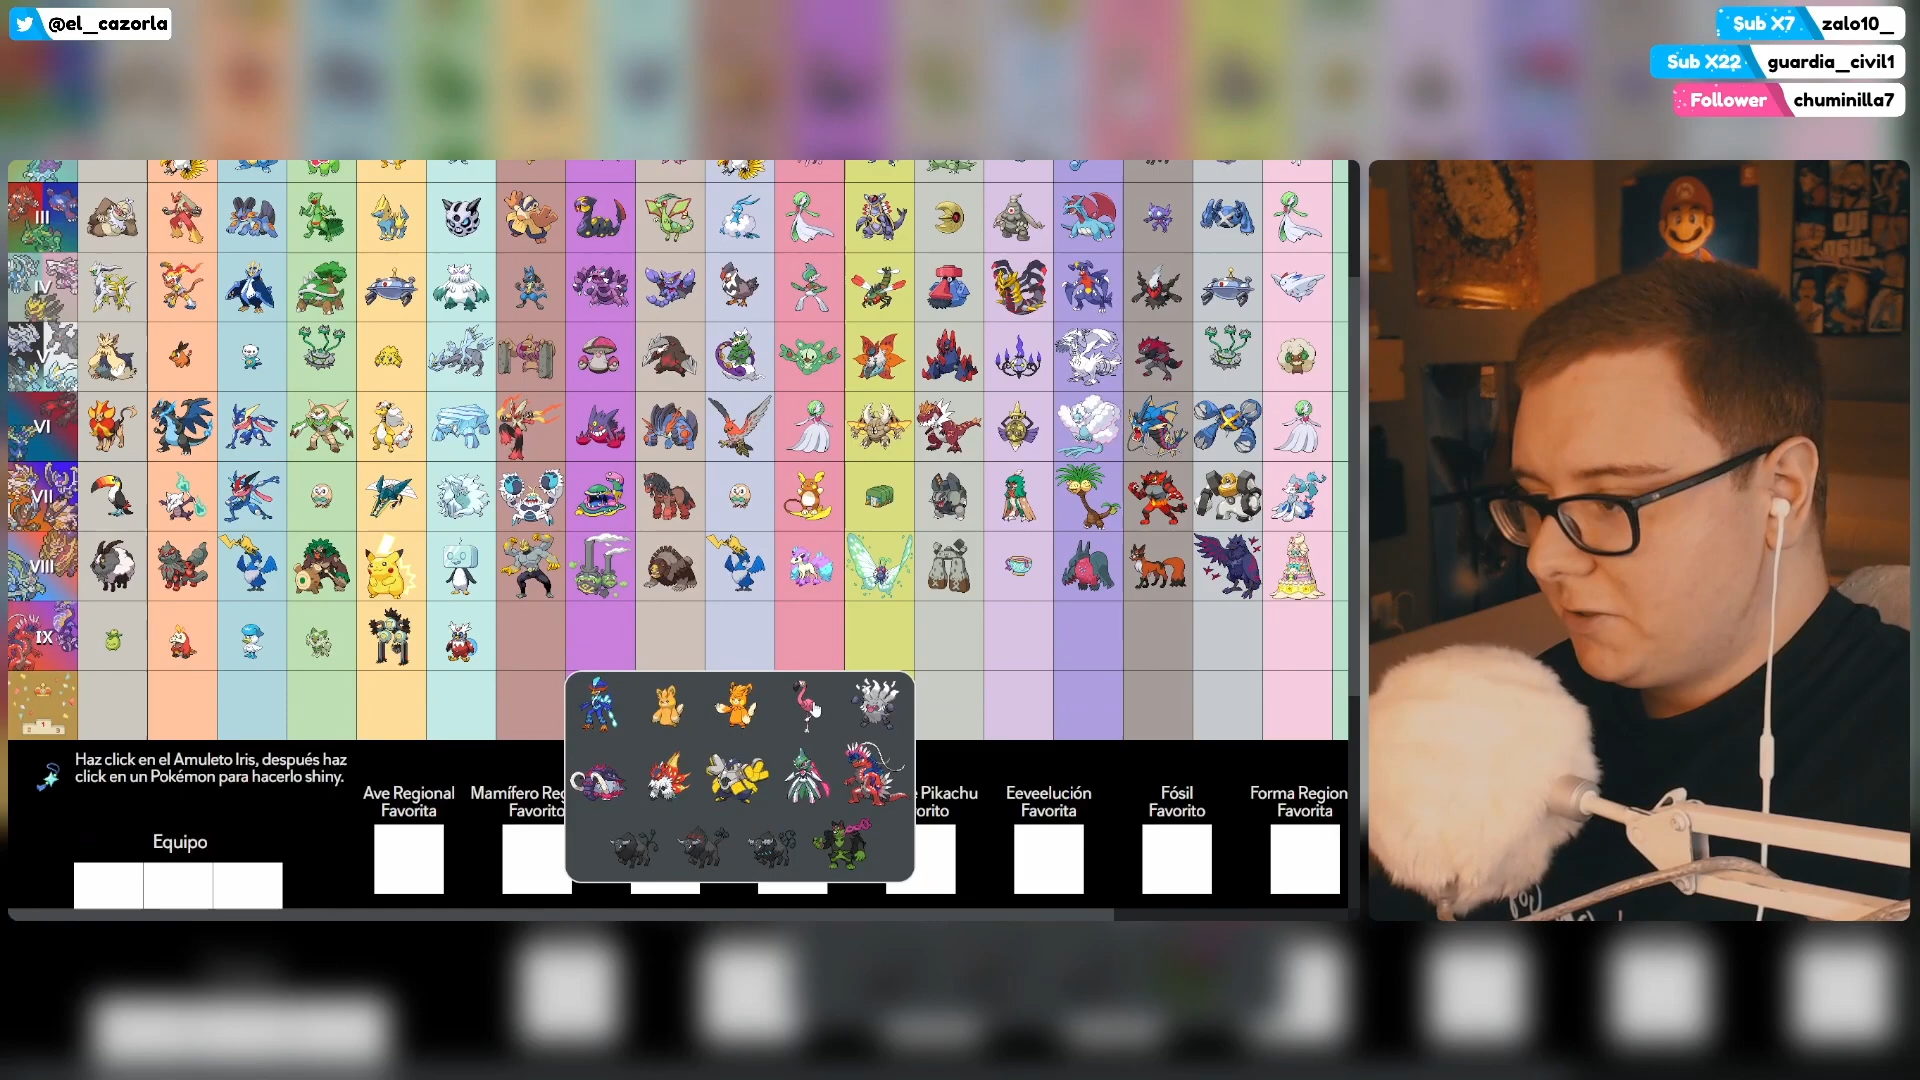 @el_cazorla
Sub X7 zalo10_
Sub X22 guardia_civil1
Follower chuminilla7
III
IV
V
VI
VII
VIII
IX
Haz click en el Amuleto Iris, después haz
click en un Pokémon para hacerlo shiny.
Equipo
Ave Regional
Favorita
Mamífero Reg
Favorito
Pikachu
orito
Eeveelución
Favorita
Fósil
Favorito
Forma Region
Favorita